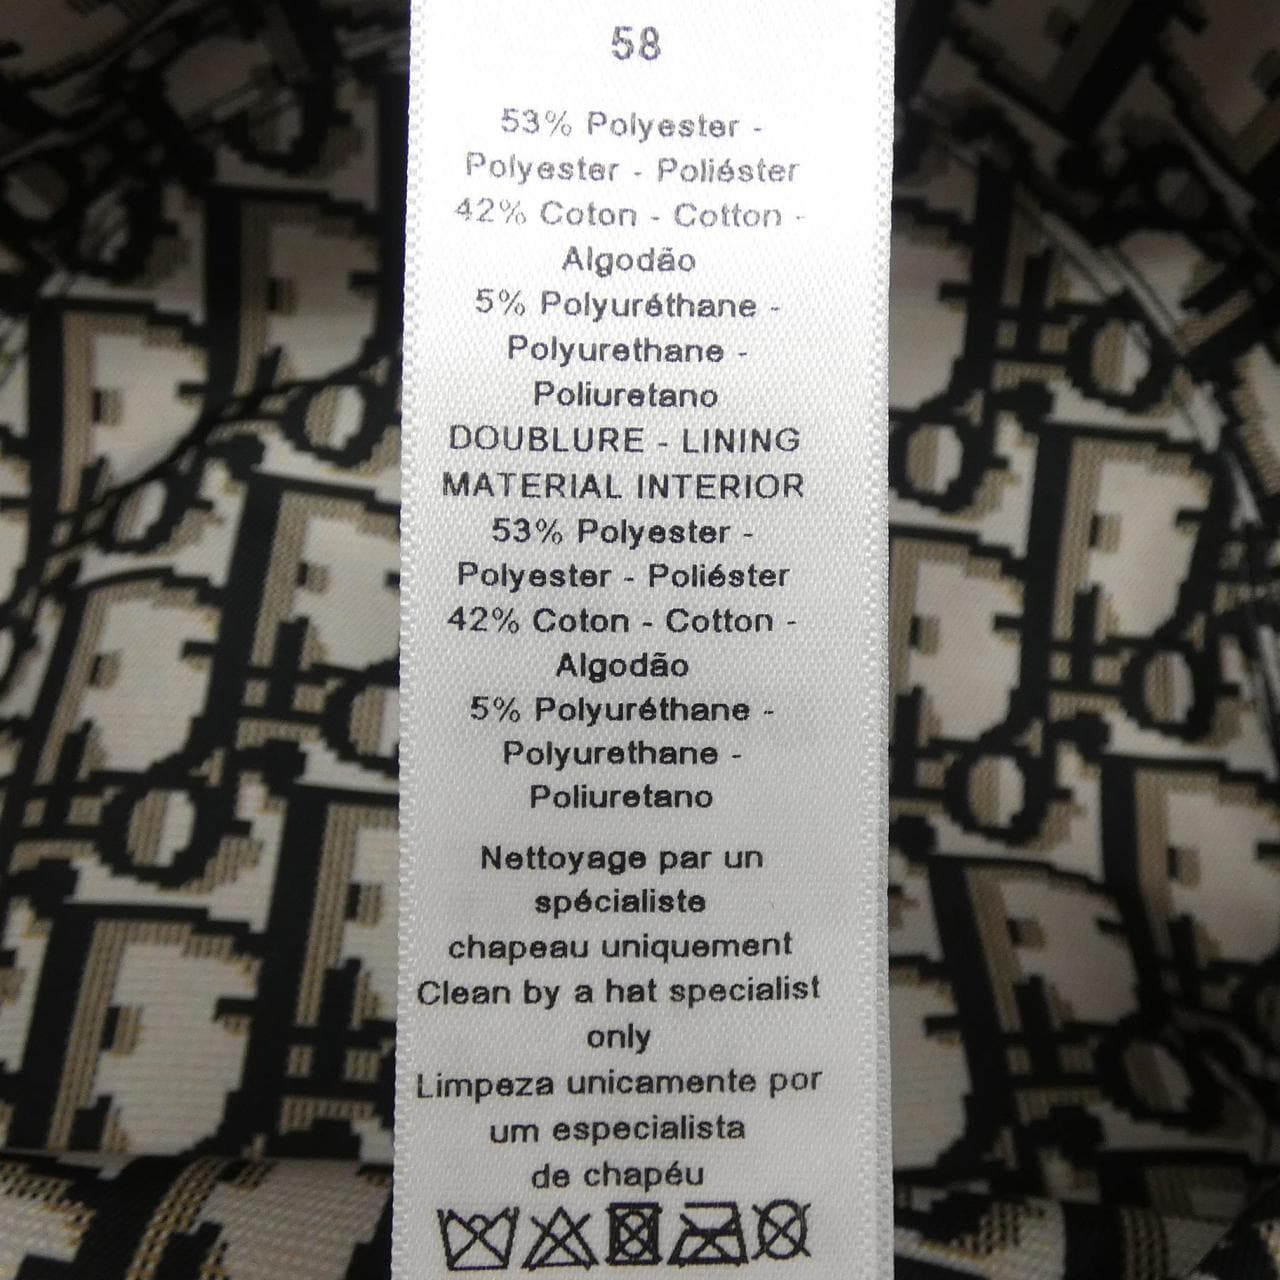 58
53% Polyester -
Polyester - Poliéster
42% Coton - Cotton -
Algodão
5% Polyuréthane -
Polyurethane -
Poliuretano
DOUBLURE - LINING
MATERIAL INTERIOR
53% Polyester -
Polyester - Poliéster
42% Coton - Cotton -
Algodão
5% Polyuréthane -
Polyurethane -
Poliuretano
Nettoyage par un
spécialiste
chapeau uniquement
Clean by a hat specialist
only
Limpeza unicamente por
um especialista
de chapéu